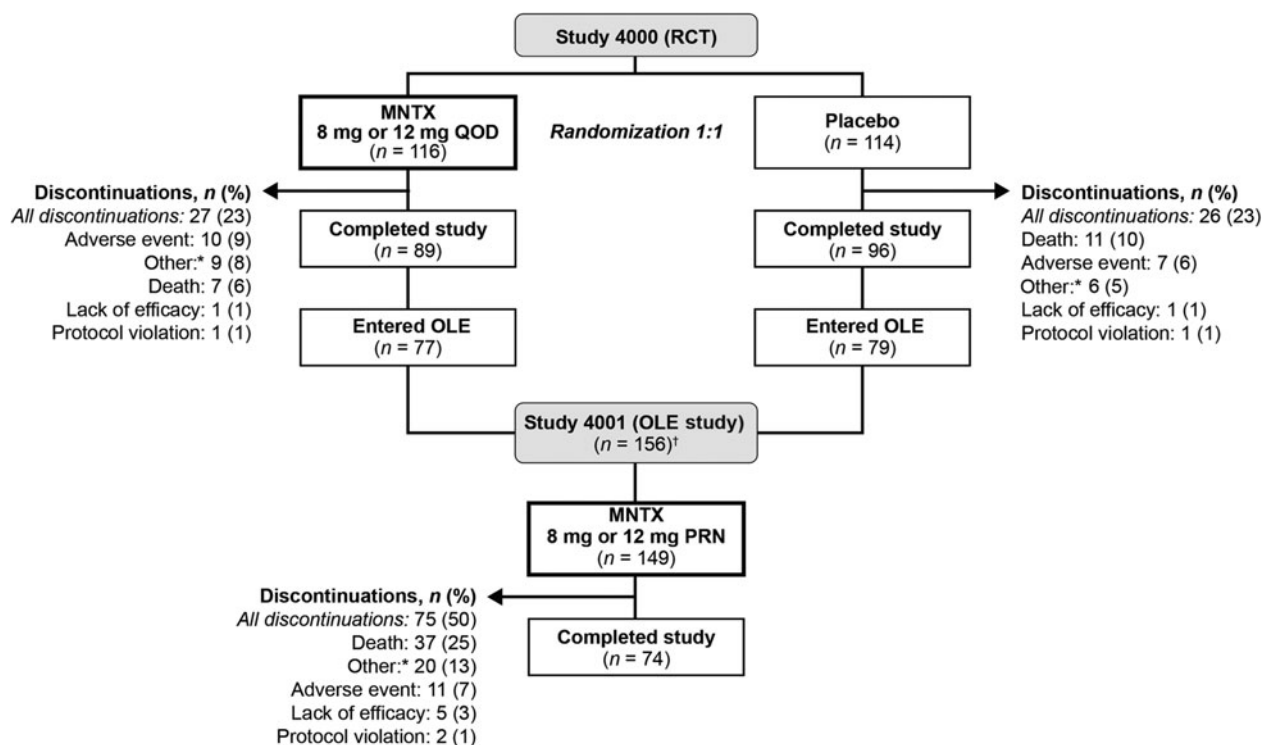 Study 4000 (RCT)
MNTX
8 mg or 12 mg QOD
(n = 116)
Randomization 1:1
Placebo
(n = 114)
Discontinuations, n (%)
All discontinuations: 27 (23)
Adverse event: 10 (9)
Other:* 9 (8)
Death: 7 (6)
Lack of efficacy: 1 (1)
Protocol violation: 1 (1)
Completed study
(n = 89)
Completed study
(n = 96)
Discontinuations, n (%)
All discontinuations: 26 (23)
Death: 11 (10)
Adverse event: 7 (6)
Other:* 6 (5)
Lack of efficacy: 1 (1)
Protocol violation: 1 (1)
Entered OLE
(n = 77)
Entered OLE
(n = 79)
Study 4001 (OLE study)
(n = 156)†
MNTX
8 mg or 12 mg PRN
(n = 149)
Discontinuations, n (%)
All discontinuations: 75 (50)
Death: 37 (25)
Other:* 20 (13)
Adverse event: 11 (7)
Lack of efficacy: 5 (3)
Protocol violation: 2 (1)
Completed study
(n = 74)